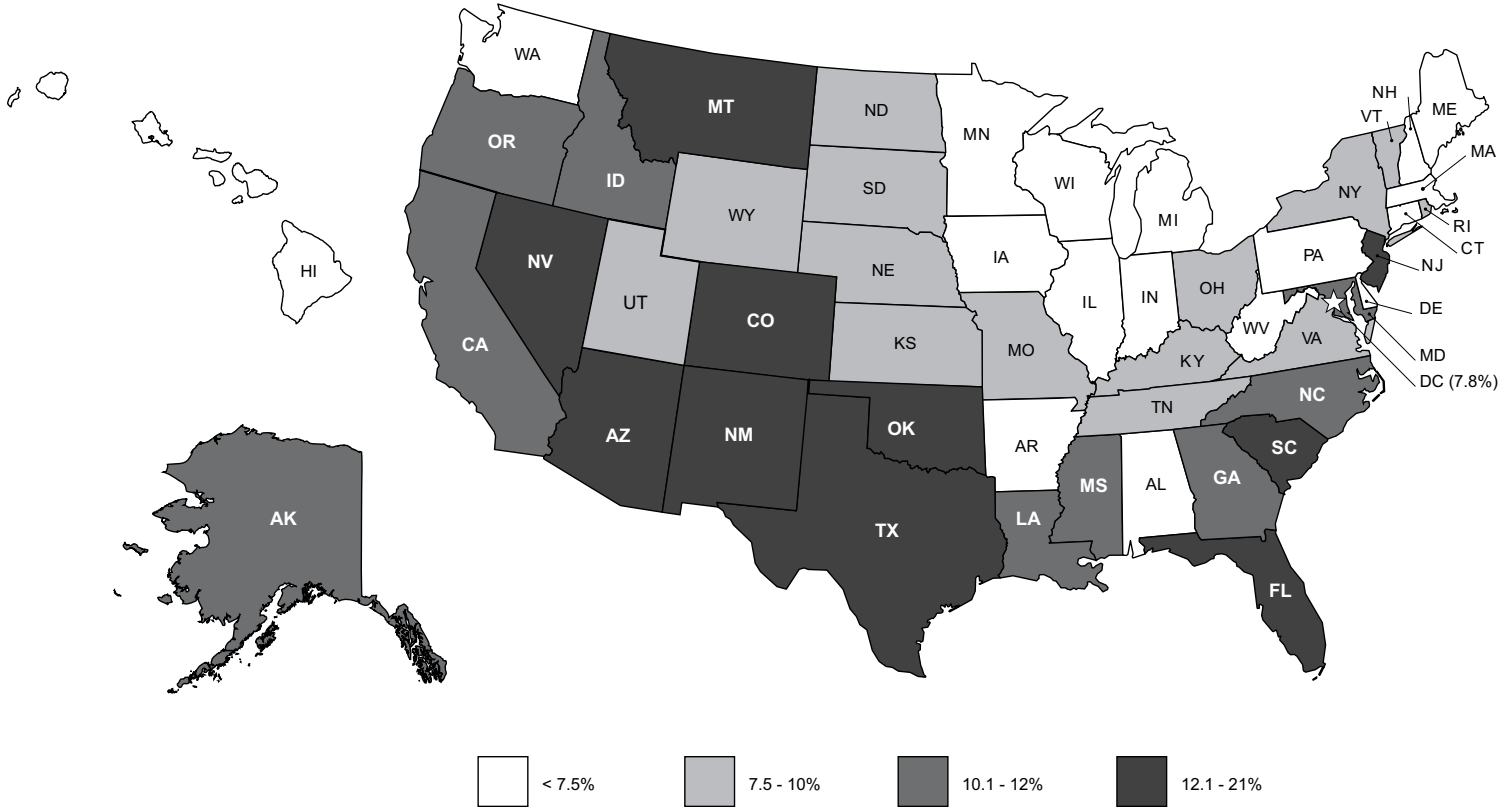 WA
MT
ND
MN
OR
ID
SD
WI
MI
NH
ME
VT
MA
NY
RI
CT
NJ
WY
NV
IA
PA
HI
NE
UT
OH
IL
IN
DE
CO
WV
VA
CA
KS
MO
KY
MD
DC (7.8%)
NC
TN
AZ
NM
OK
AR
SC
AK
MS
AL
GA
LA
TX
FL
< 7.5%
7.5 - 10%
10.1 - 12%
12.1 - 21%